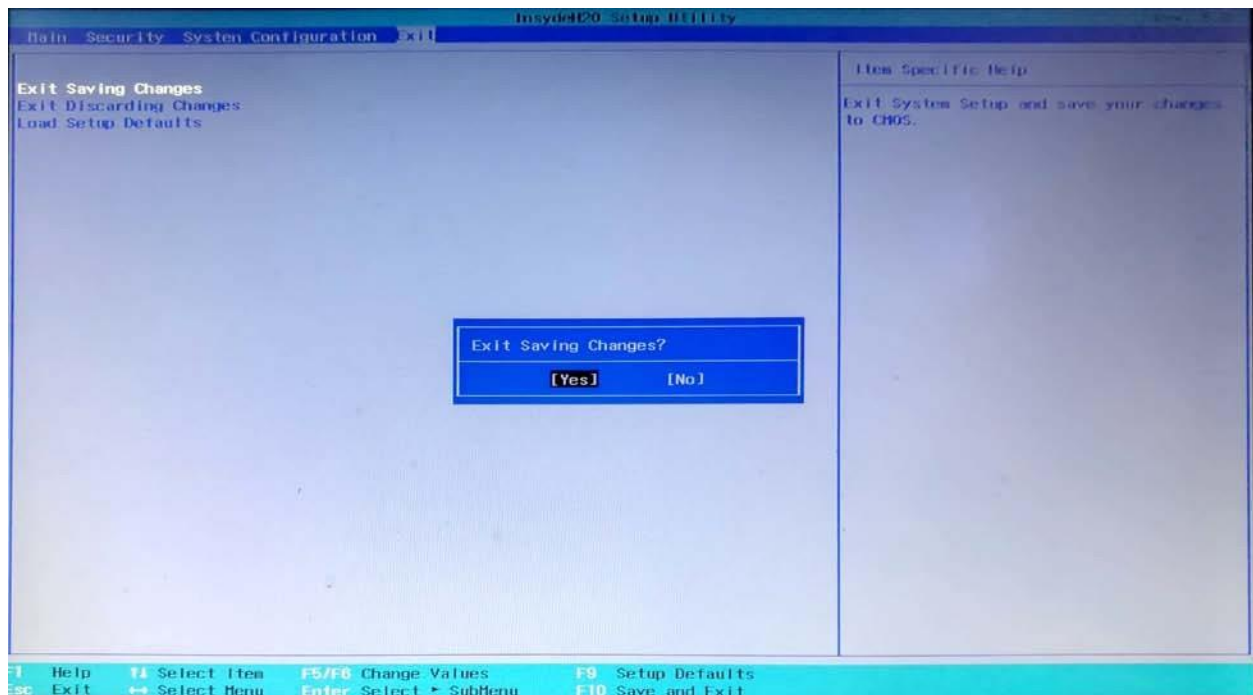 InsydeH20 Setup Utility
Main Security System Configuration Exit
Exit Saving Changes
Exit Discarding Changes
Load Setup Defaults
Item Specific Help
Exit System Setup and save your changes
to CMOS.
Exit Saving Changes?
[Yes] [No]
F1 Help ↑↓ Select Item F5/F6 Change Values F9 Setup Defaults
Esc Exit ↔ Select Menu Enter Select ► SubMenu F10 Save and Exit